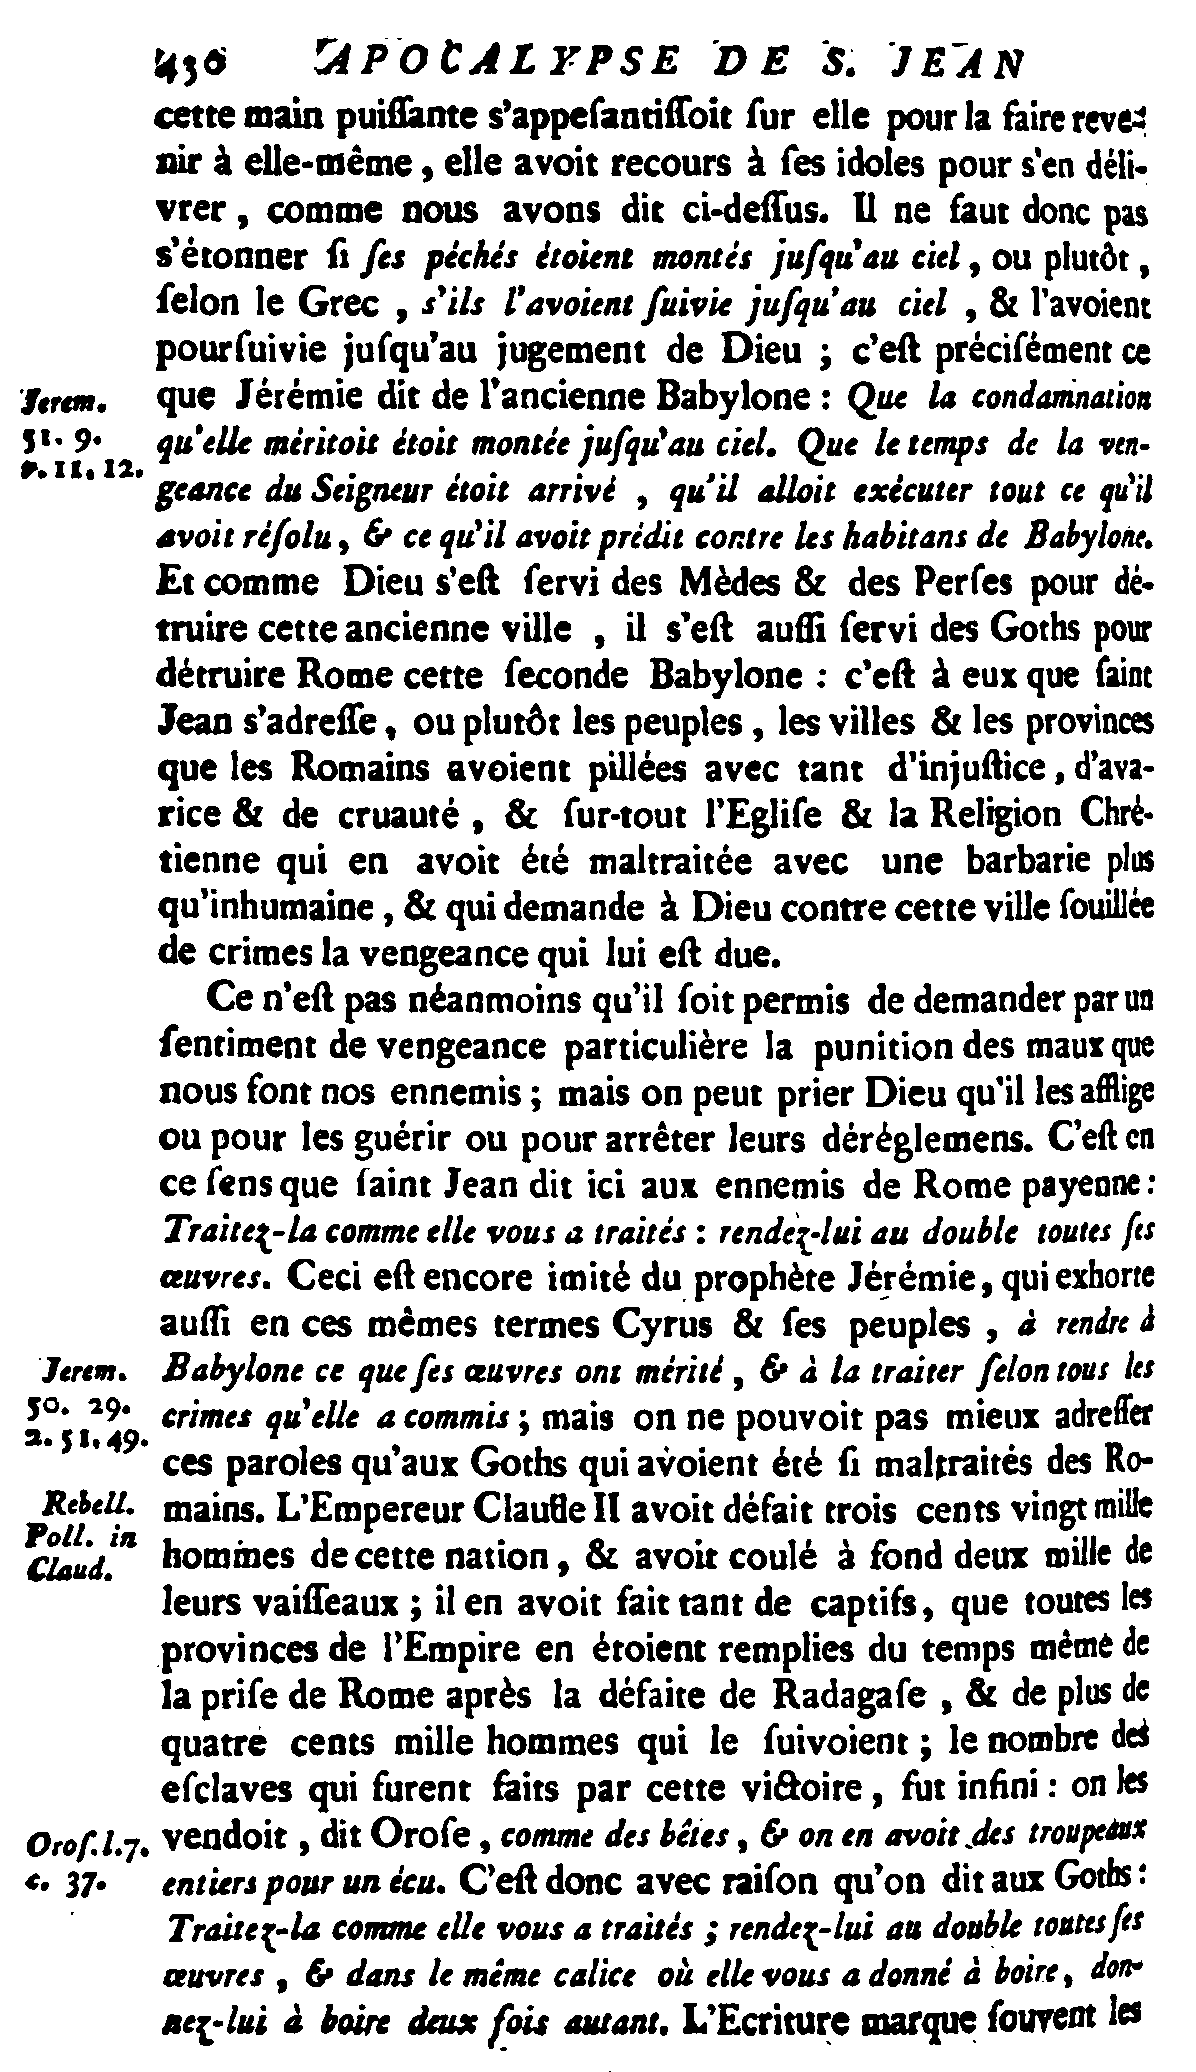 430 APOCALYPSE DE S. JEAN
cette main puiſſante s'appeſantiſſoit ſur elle pour la faire reve-
nir à elle-même, elle avoit recours à ſes idoles pour s'en déli-
vrer, comme nous avons dit ci-deſſus. Il ne faut donc pas
s'étonner ſi ſes péchés étoient montés juſqu'au ciel, ou plutôt,
ſelon le Grec, s'ils l'avoient ſuivie juſqu'au ciel, & l'avoient
pourſuivie juſqu'au jugement de Dieu ; c'eſt préciſément ce
Jerem. que Jérémie dit de l'ancienne Babylone : Que la condamnation
51. 9. qu'elle méritoit étoit montée juſqu'au ciel. Que le temps de la ven-
v. 11. 12. geance du Seigneur étoit arrivé, qu'il alloit exécuter tout ce qu'il
avoit réſolu, & ce qu'il avoit prédit contre les habitans de Babylone.
Et comme Dieu s'eſt ſervi des Mèdes & des Perſes pour dé-
truire cette ancienne ville, il s'eſt auſſi ſervi des Goths pour
détruire Rome cette ſeconde Babylone : c'eſt à eux que ſaint
Jean s'adreſſe, ou plutôt les peuples, les villes & les provinces
que les Romains avoient pillées avec tant d'injuſtice, d'ava-
rice & de cruauté, & ſur-tout l'Egliſe & la Religion Chré-
tienne qui en avoit été maltraitée avec une barbarie plus
qu'inhumaine, & qui demande à Dieu contre cette ville ſouillée
de crimes la vengeance qui lui eſt due.
Ce n'eſt pas néanmoins qu'il ſoit permis de demander par un
ſentiment de vengeance particulière la punition des maux que
nous font nos ennemis ; mais on peut prier Dieu qu'il les afflige
ou pour les guérir ou pour arrêter leurs déréglemens. C'eſt en
ce ſens que ſaint Jean dit ici aux ennemis de Rome payenne :
Traitez-la comme elle vous a traités : rendez-lui au double toutes ſes
œuvres. Ceci eſt encore imité du prophète Jérémie, qui exhorte
auſſi en ces mêmes termes Cyrus & ſes peuples, à rendre à
Jerem. Babylone ce que ſes œuvres ont mérité, & à la traiter ſelon tous les
50. 29. crimes qu'elle a commis ; mais on ne pouvoit pas mieux adreſſer
2. 51. 49. ces paroles qu'aux Goths qui avoient été ſi maltraités des Ro-
Rebell. mains. L'Empereur Claude II avoit défait trois cents vingt mille
Poll. in hommes de cette nation, & avoit coulé à fond deux mille de
Claud. leurs vaiſſeaux ; il en avoit fait tant de captifs, que toutes les
provinces de l'Empire en étoient remplies du temps même de
la priſe de Rome après la défaite de Radagaſe, & de plus de
quatre cents mille hommes qui le ſuivoient ; le nombre des
eſclaves qui furent faits par cette victoire, fut infini : on les
Oroſ. l. 7. vendoit, dit Oroſe, comme des bêtes, & on en avoit des troupeaux
c. 37. entiers pour un écu. C'eſt donc avec raiſon qu'on dit aux Goths :
Traitez-la comme elle vous a traités ; rendez-lui au double toutes ſes
œuvres, & dans le même calice où elle vous a donné à boire, don-
nez-lui à boire deux fois autant. L'Ecriture marque ſouvent les